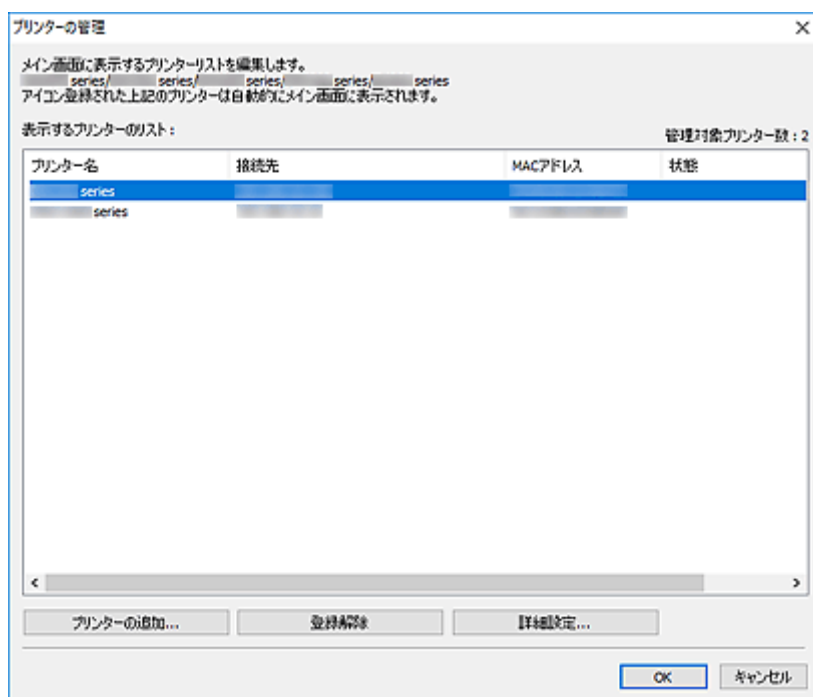 プリンターの管理
メイン画面に表示するプリンターリストを編集します。
series/ series/ series/ series/ series
アイコン登録された上記のプリンターは自動的にメイン画面に表示されます。
表示するプリンターのリスト:
管理対象プリンター数:2
プリンター名 接続先 MACアドレス 状態
series
series
プリンターの追加... 登録解除 詳細設定...
OK キャンセル